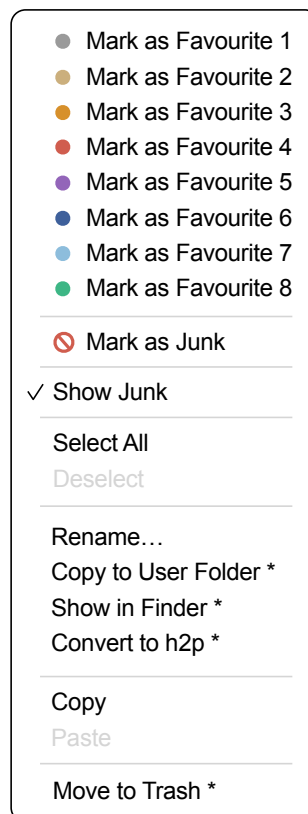 Mark as Favourite 1
Mark as Favourite 2
Mark as Favourite 3
Mark as Favourite 4
Mark as Favourite 5
Mark as Favourite 6
Mark as Favourite 7
Mark as Favourite 8
Mark as Junk
✓ Show Junk
Select All
Deselect
Rename…
Copy to User Folder *
Show in Finder *
Convert to h2p *
Copy
Paste
Move to Trash *